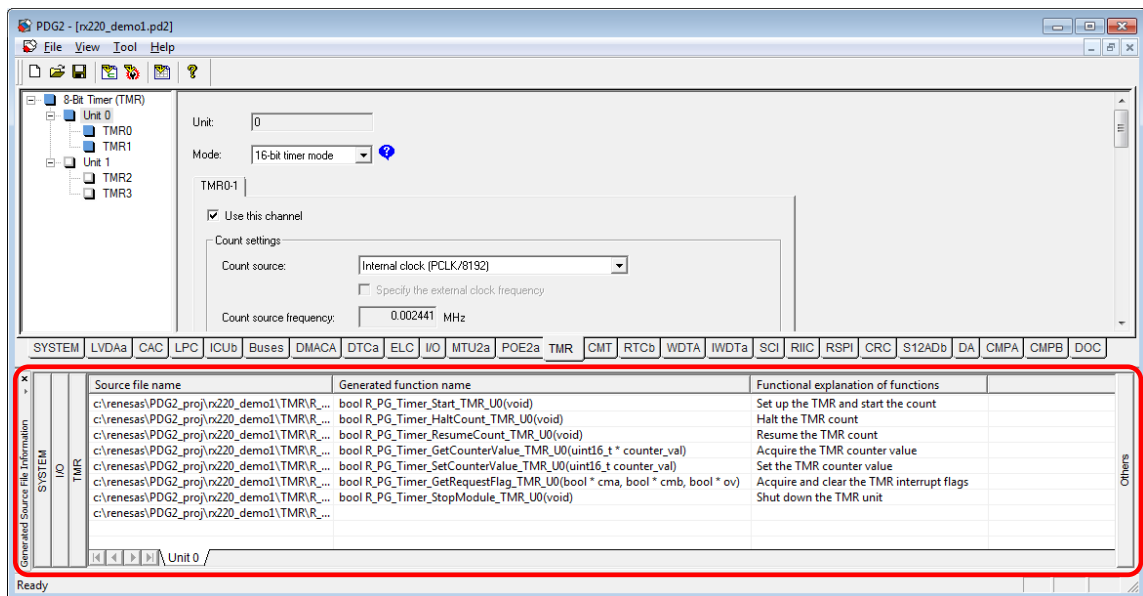 PDG2 - [rx220_demo1.pd2]
File View Tool Help
8-Bit Timer (TMR)
Unit 0
TMR0
TMR1
Unit 1
TMR2
TMR3
Unit: 0
Mode: 16-bit timer mode
TMR0-1
Use this channel
Count settings
Count source: Internal clock (PCLK/8192)
Specify the external clock frequency
Count source frequency: 0.002441 MHz
SYSTEM LVDAa CAC LPC ICUb Buses DMACA DTCa ELC I/O MTU2a POE2a TMR CMT RTCb WDTA IWDTa SCI RIIC RSPI CRC S12ADb DA CMPA CMPB DOC
Generated Source File Information
SYSTEM
I/O
TMR
Source file name Generated function name Functional explanation of functions
c:\renesas\PDG2_proj\rx220_demo1\TMR\R_... bool R_PG_Timer_Start_TMR_U0(void) Set up the TMR and start the count
c:\renesas\PDG2_proj\rx220_demo1\TMR\R_... bool R_PG_Timer_HaltCount_TMR_U0(void) Halt the TMR count
c:\renesas\PDG2_proj\rx220_demo1\TMR\R_... bool R_PG_Timer_ResumeCount_TMR_U0(void) Resume the TMR count
c:\renesas\PDG2_proj\rx220_demo1\TMR\R_... bool R_PG_Timer_GetCounterValue_TMR_U0(uint16_t * counter_val) Acquire the TMR counter value
c:\renesas\PDG2_proj\rx220_demo1\TMR\R_... bool R_PG_Timer_SetCounterValue_TMR_U0(uint16_t counter_val) Set the TMR counter value
c:\renesas\PDG2_proj\rx220_demo1\TMR\R_... bool R_PG_Timer_GetRequestFlag_TMR_U0(bool * cma, bool * cmb, bool * ov) Acquire and clear the TMR interrupt flags
c:\renesas\PDG2_proj\rx220_demo1\TMR\R_... bool R_PG_Timer_StopModule_TMR_U0(void) Shut down the TMR unit
c:\renesas\PDG2_proj\rx220_demo1\TMR\R_...
Others
Unit 0
Ready